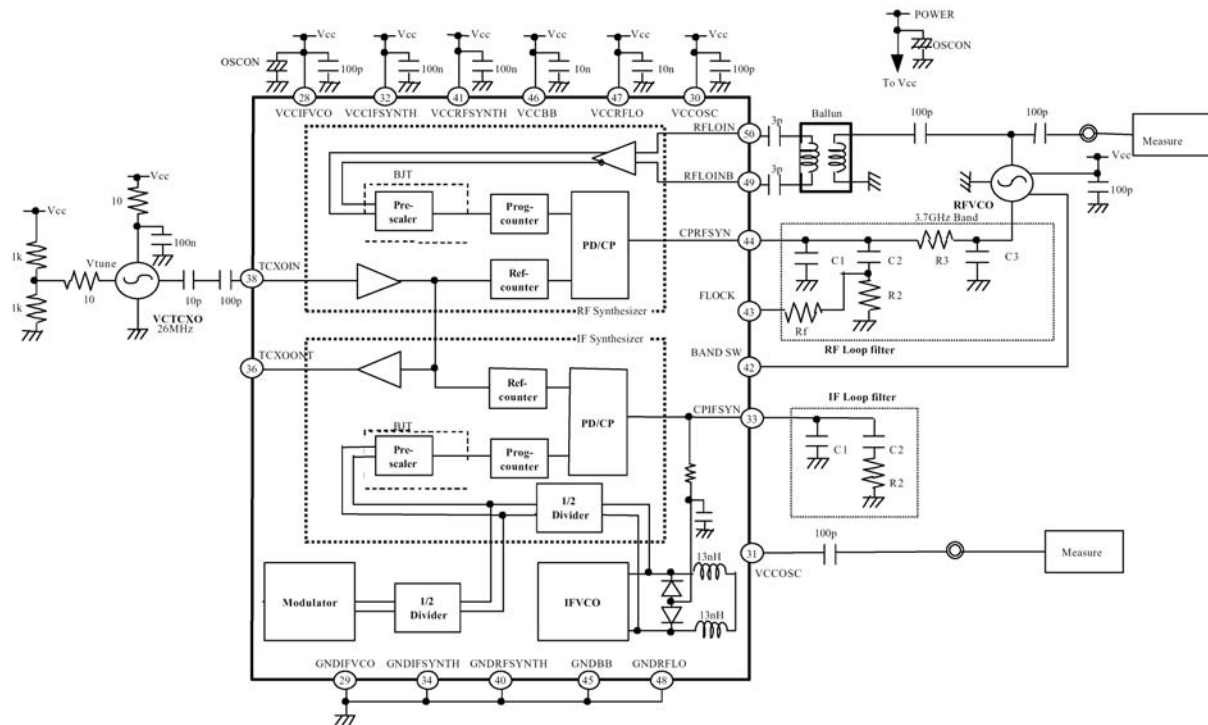 POWER
OSCON
To Vcc
Vcc Vcc Vcc Vcc Vcc Vcc
OSCON 100p 100n 100n 10n 10n 100p
28 32 41 46 47 30
VCCIFVCO VCCIFSYNTH VCCRFSYNTH VCCBB VCCRFLO VCCOSC
RFLOIN 50 3p
Ballun
100p 100p
Measure
RFLOINB 49 3p
RFVCO
Vcc
100p
3.7GHz Band
BJT
Pre-
scaler
Prog-
counter
PD/CP
CPRFSYN 44
C1 C2 R3 C3
R2
FLOCK 43
Rf
RF Loop filter
Ref-
counter
RF Synthesizer
Vcc
10
100n
Vcc
1k
1k
Vtune
10
VCTCXO
26MHz
10p 100p
38 TCXOIN
36 TCXOONT
BAND SW 42
IF Synthesizer
Ref-
counter
PD/CP
BJT
Pre-
scaler
Prog-
counter
CPIFSYN 33
IF Loop filter
C1 C2
R2
1/2
Divider
31
VCCOSC
100p
Measure
Modulator
1/2
Divider
IFVCO
13nH
13nH
GNDIFVCO GNDIFSYNTH GNDRFSYNTH GNDBB GNDRFLO
29 34 40 45 48